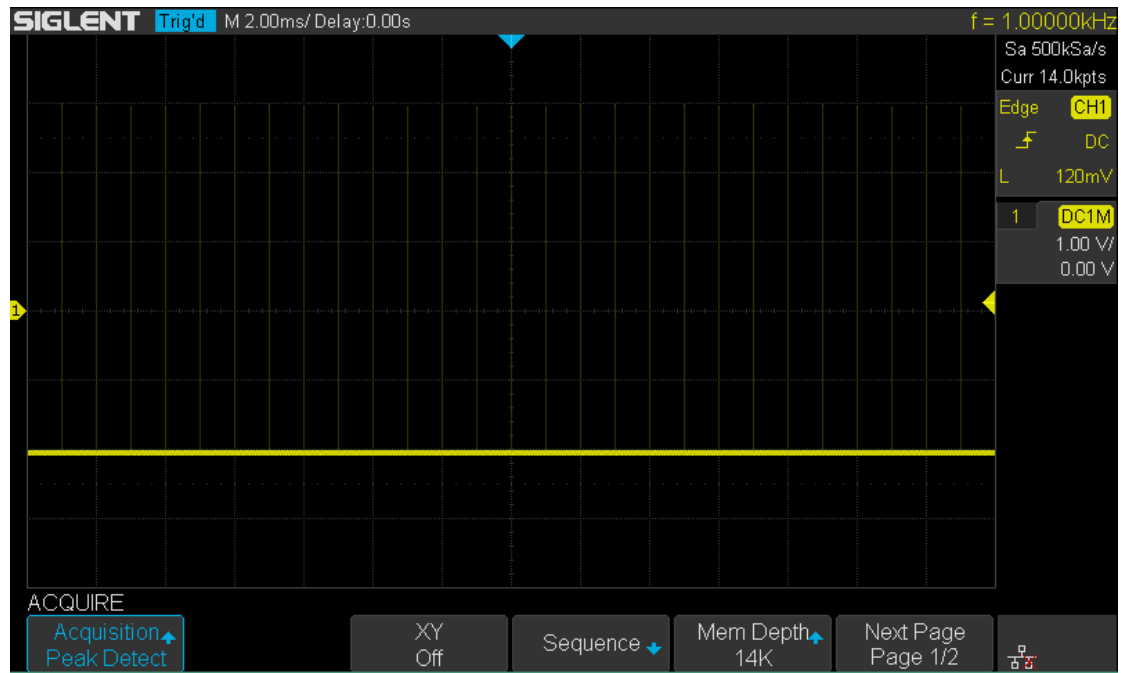 SIGLENT Trig'd M 2.00ms/ Delay:0.00s f = 1.00000kHz
Sa 500kSa/s
Curr 14.0kpts
Edge CH1
DC
L 120mV
1 DC1M
1.00 V/
0.00 V
1
ACQUIRE
Acquisition
Peak Detect
XY
Off
Sequence
Mem Depth
14K
Next Page
Page 1/2